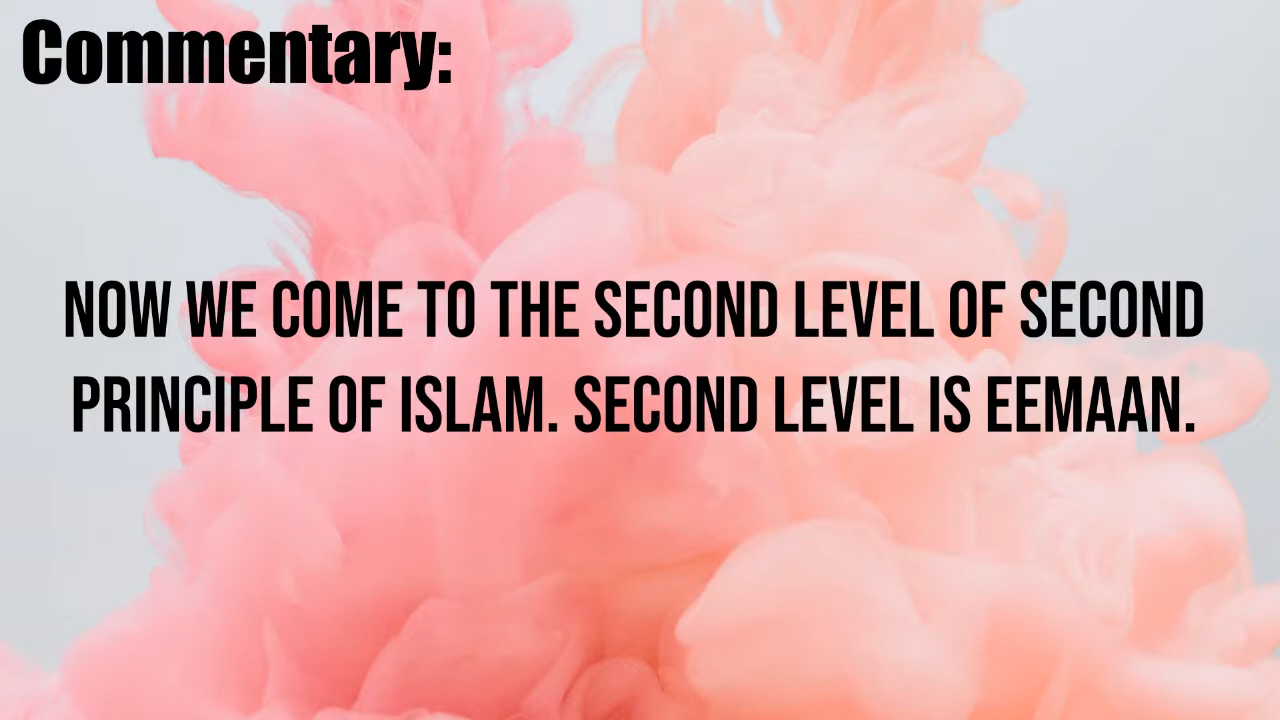 Commentary:
NOW WE COME TO THE SECOND LEVEL OF SECOND
PRINCIPLE OF ISLAM. SECOND LEVEL IS EEMAAN.